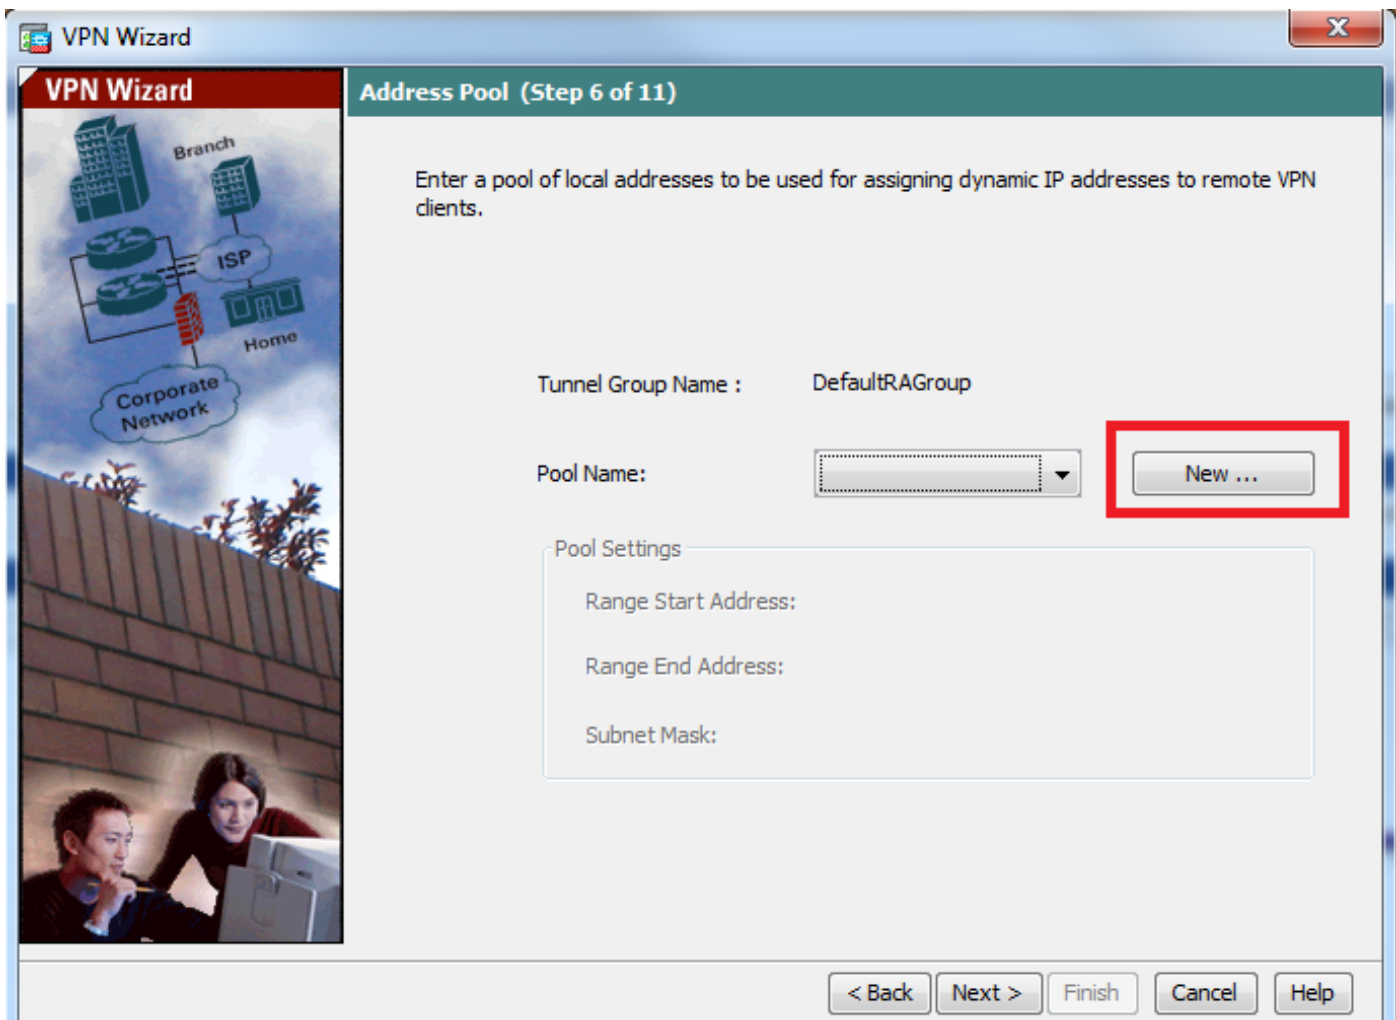 VPN Wizard
X
VPN Wizard
Address Pool (Step 6 of 11)
Branch
ISP
Home
Corporate
Network
Enter a pool of local addresses to be used for assigning dynamic IP addresses to remote VPN
clients.
Tunnel Group Name :
DefaultRAGroup
Pool Name:
New ...
Pool Settings
Range Start Address:
Range End Address:
Subnet Mask:
< Back
Next >
Finish
Cancel
Help